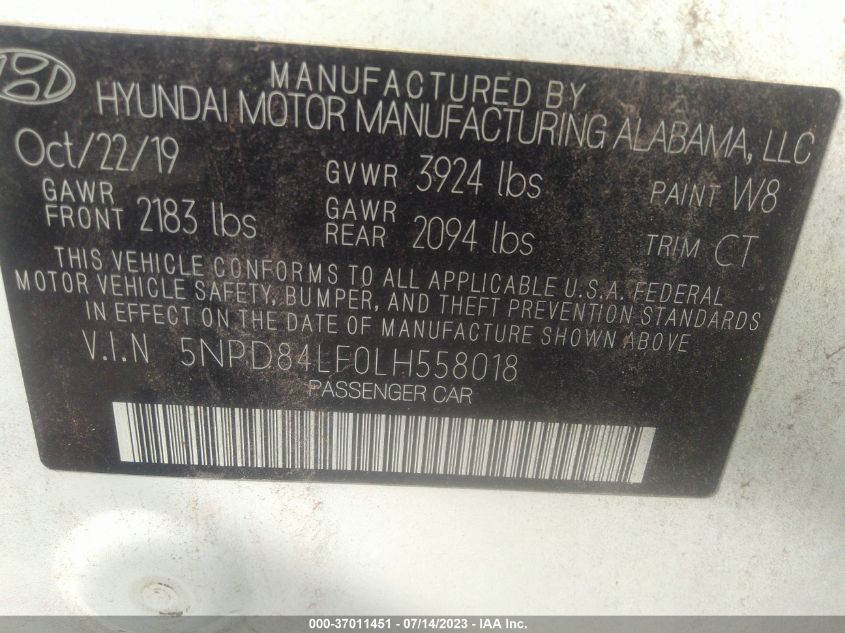 MANUFACTURED BY
HYUNDAI MOTOR MANUFACTURING ALABAMA, LLC
Oct/22/19
GVWR 3924 lbs
PAINT W8
GAWR FRONT 2183 lbs
GAWR REAR 2094 lbs
TRIM CT
THIS VEHICLE CONFORMS TO ALL APPLICABLE U.S.A. FEDERAL
MOTOR VEHICLE SAFETY, BUMPER, AND THEFT PREVENTION STANDARDS
IN EFFECT ON THE DATE OF MANUFACTURE SHOWN ABOVE
V.I.N 5NPD84LF0LH558018
PASSENGER CAR
000-37011451 - 07/14/2023 - IAA Inc.